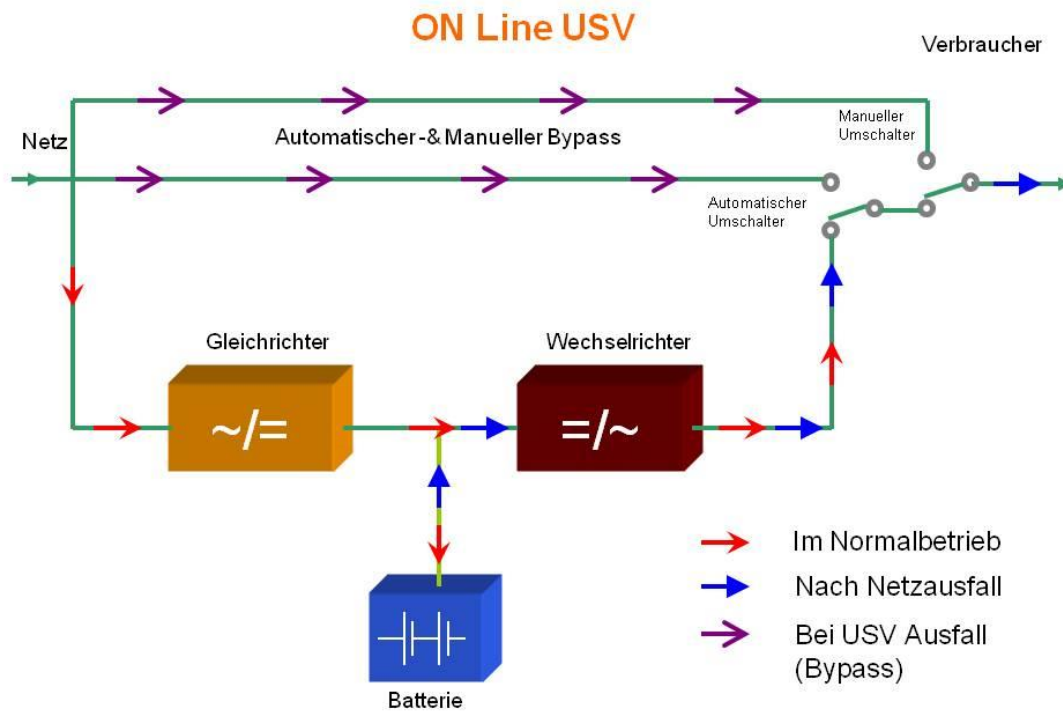 ON Line USV
Verbraucher
Manueller
Umschalter
Netz
Automatischer-& Manueller Bypass
Automatischer
Umschalter
Gleichrichter
Wechselrichter
~/=
=/~
Im Normalbetrieb
Nach Netzausfall
Bei USV Ausfall
(Bypass)
Batterie